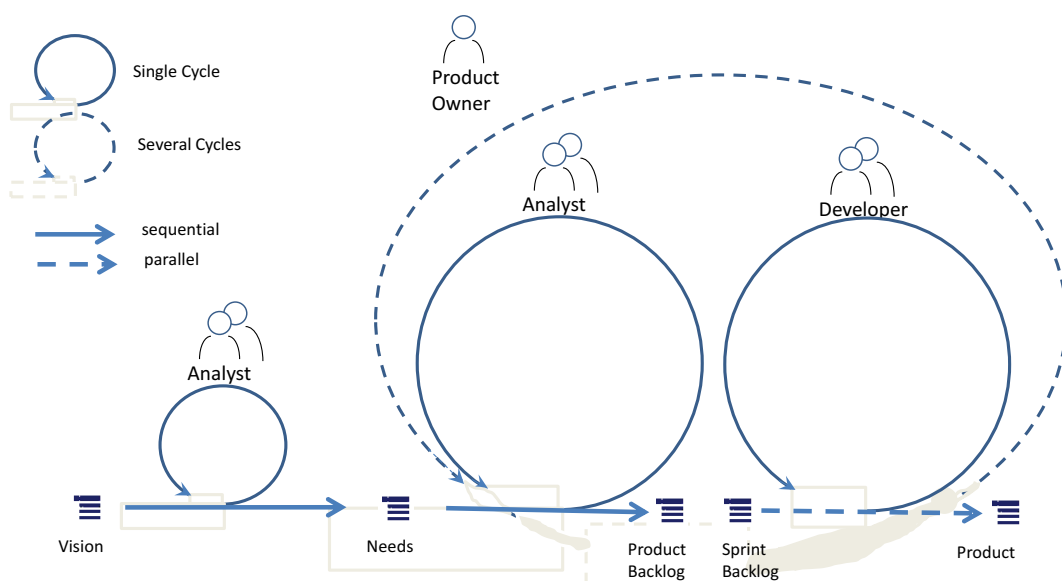 Single Cycle
Several Cycles
sequential
parallel
Product
Owner
Analyst
Developer
Analyst
Vision
Needs
Product
Backlog
Sprint
Backlog
Product